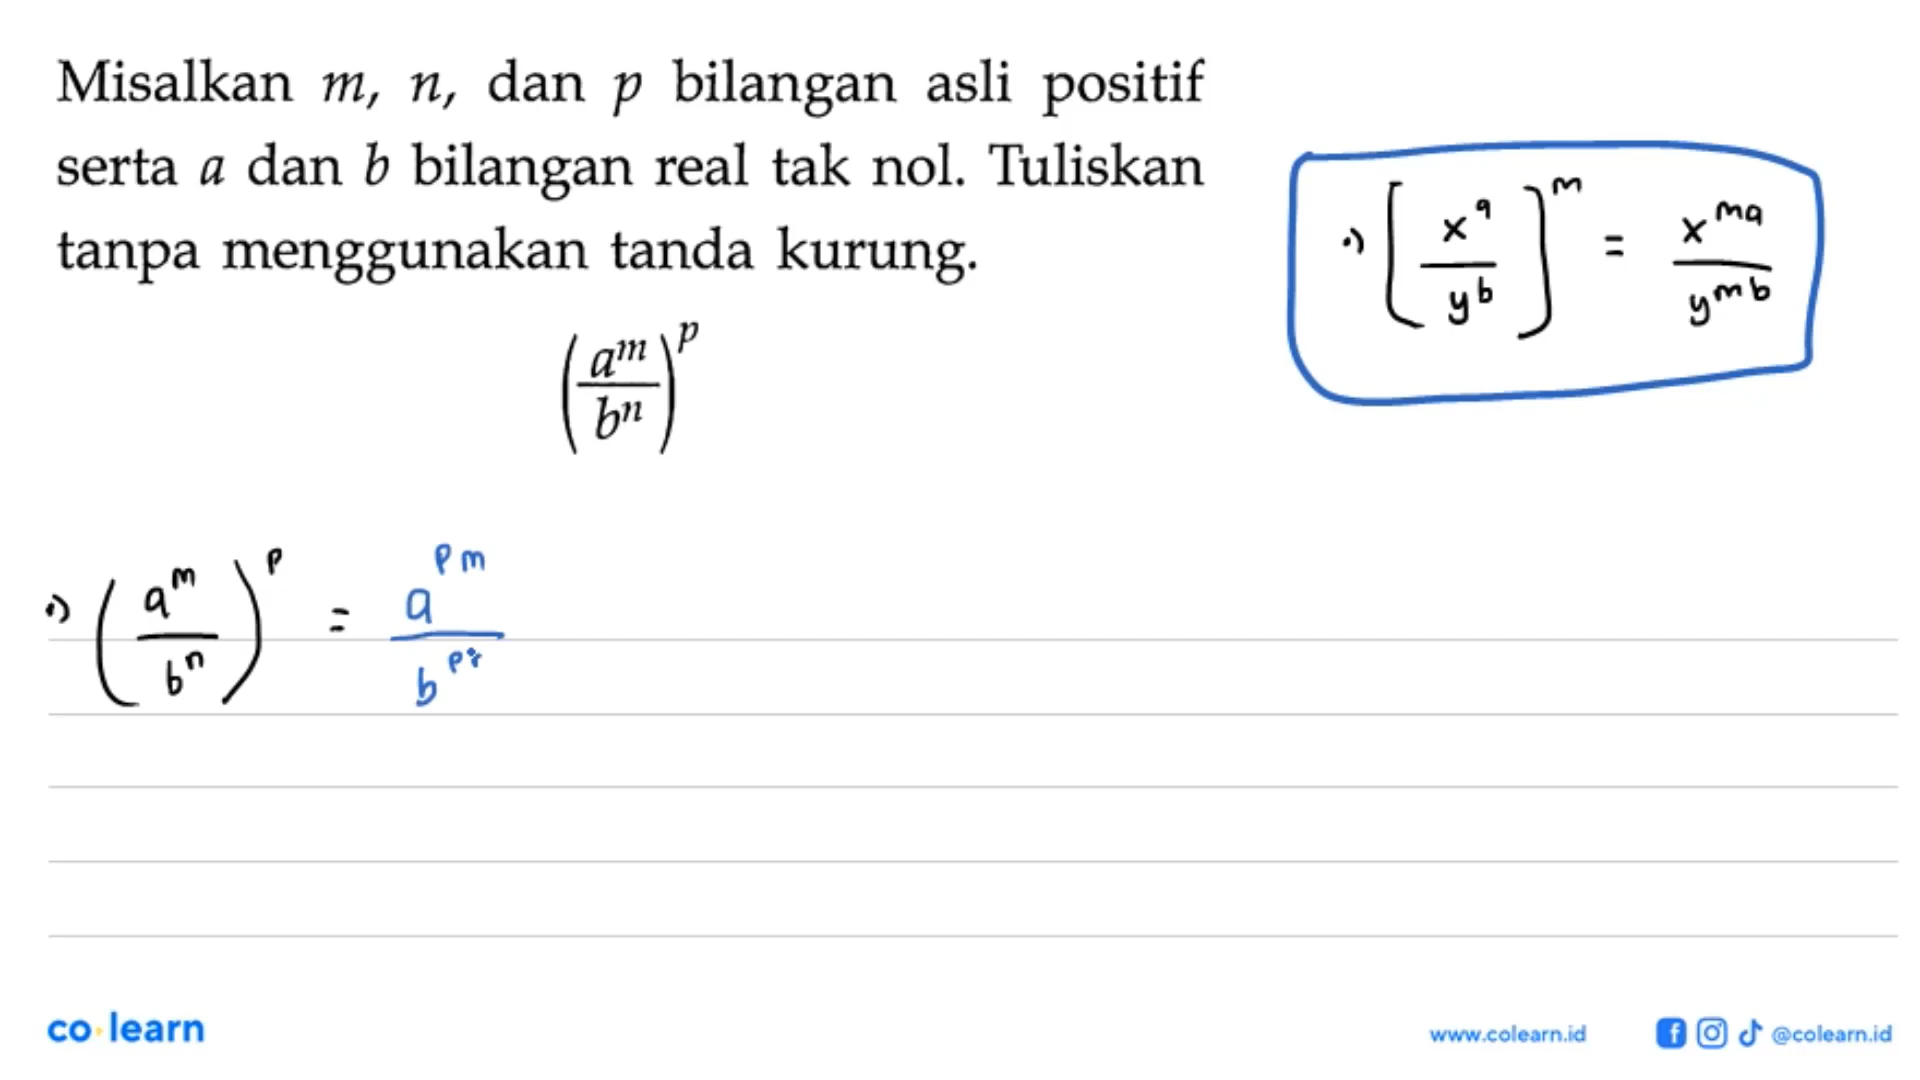 Misalkan m, n, dan p bilangan asli positif
serta a dan b bilangan real tak nol. Tuliskan
tanpa menggunakan tanda kurung.
(a^m/b^n)^p
•) [x^a/y^b]^m = x^ma/y^mb
•) (a^m/b^n)^p = a^pm/b^p
co learn
www.colearn.id
@colearn.id